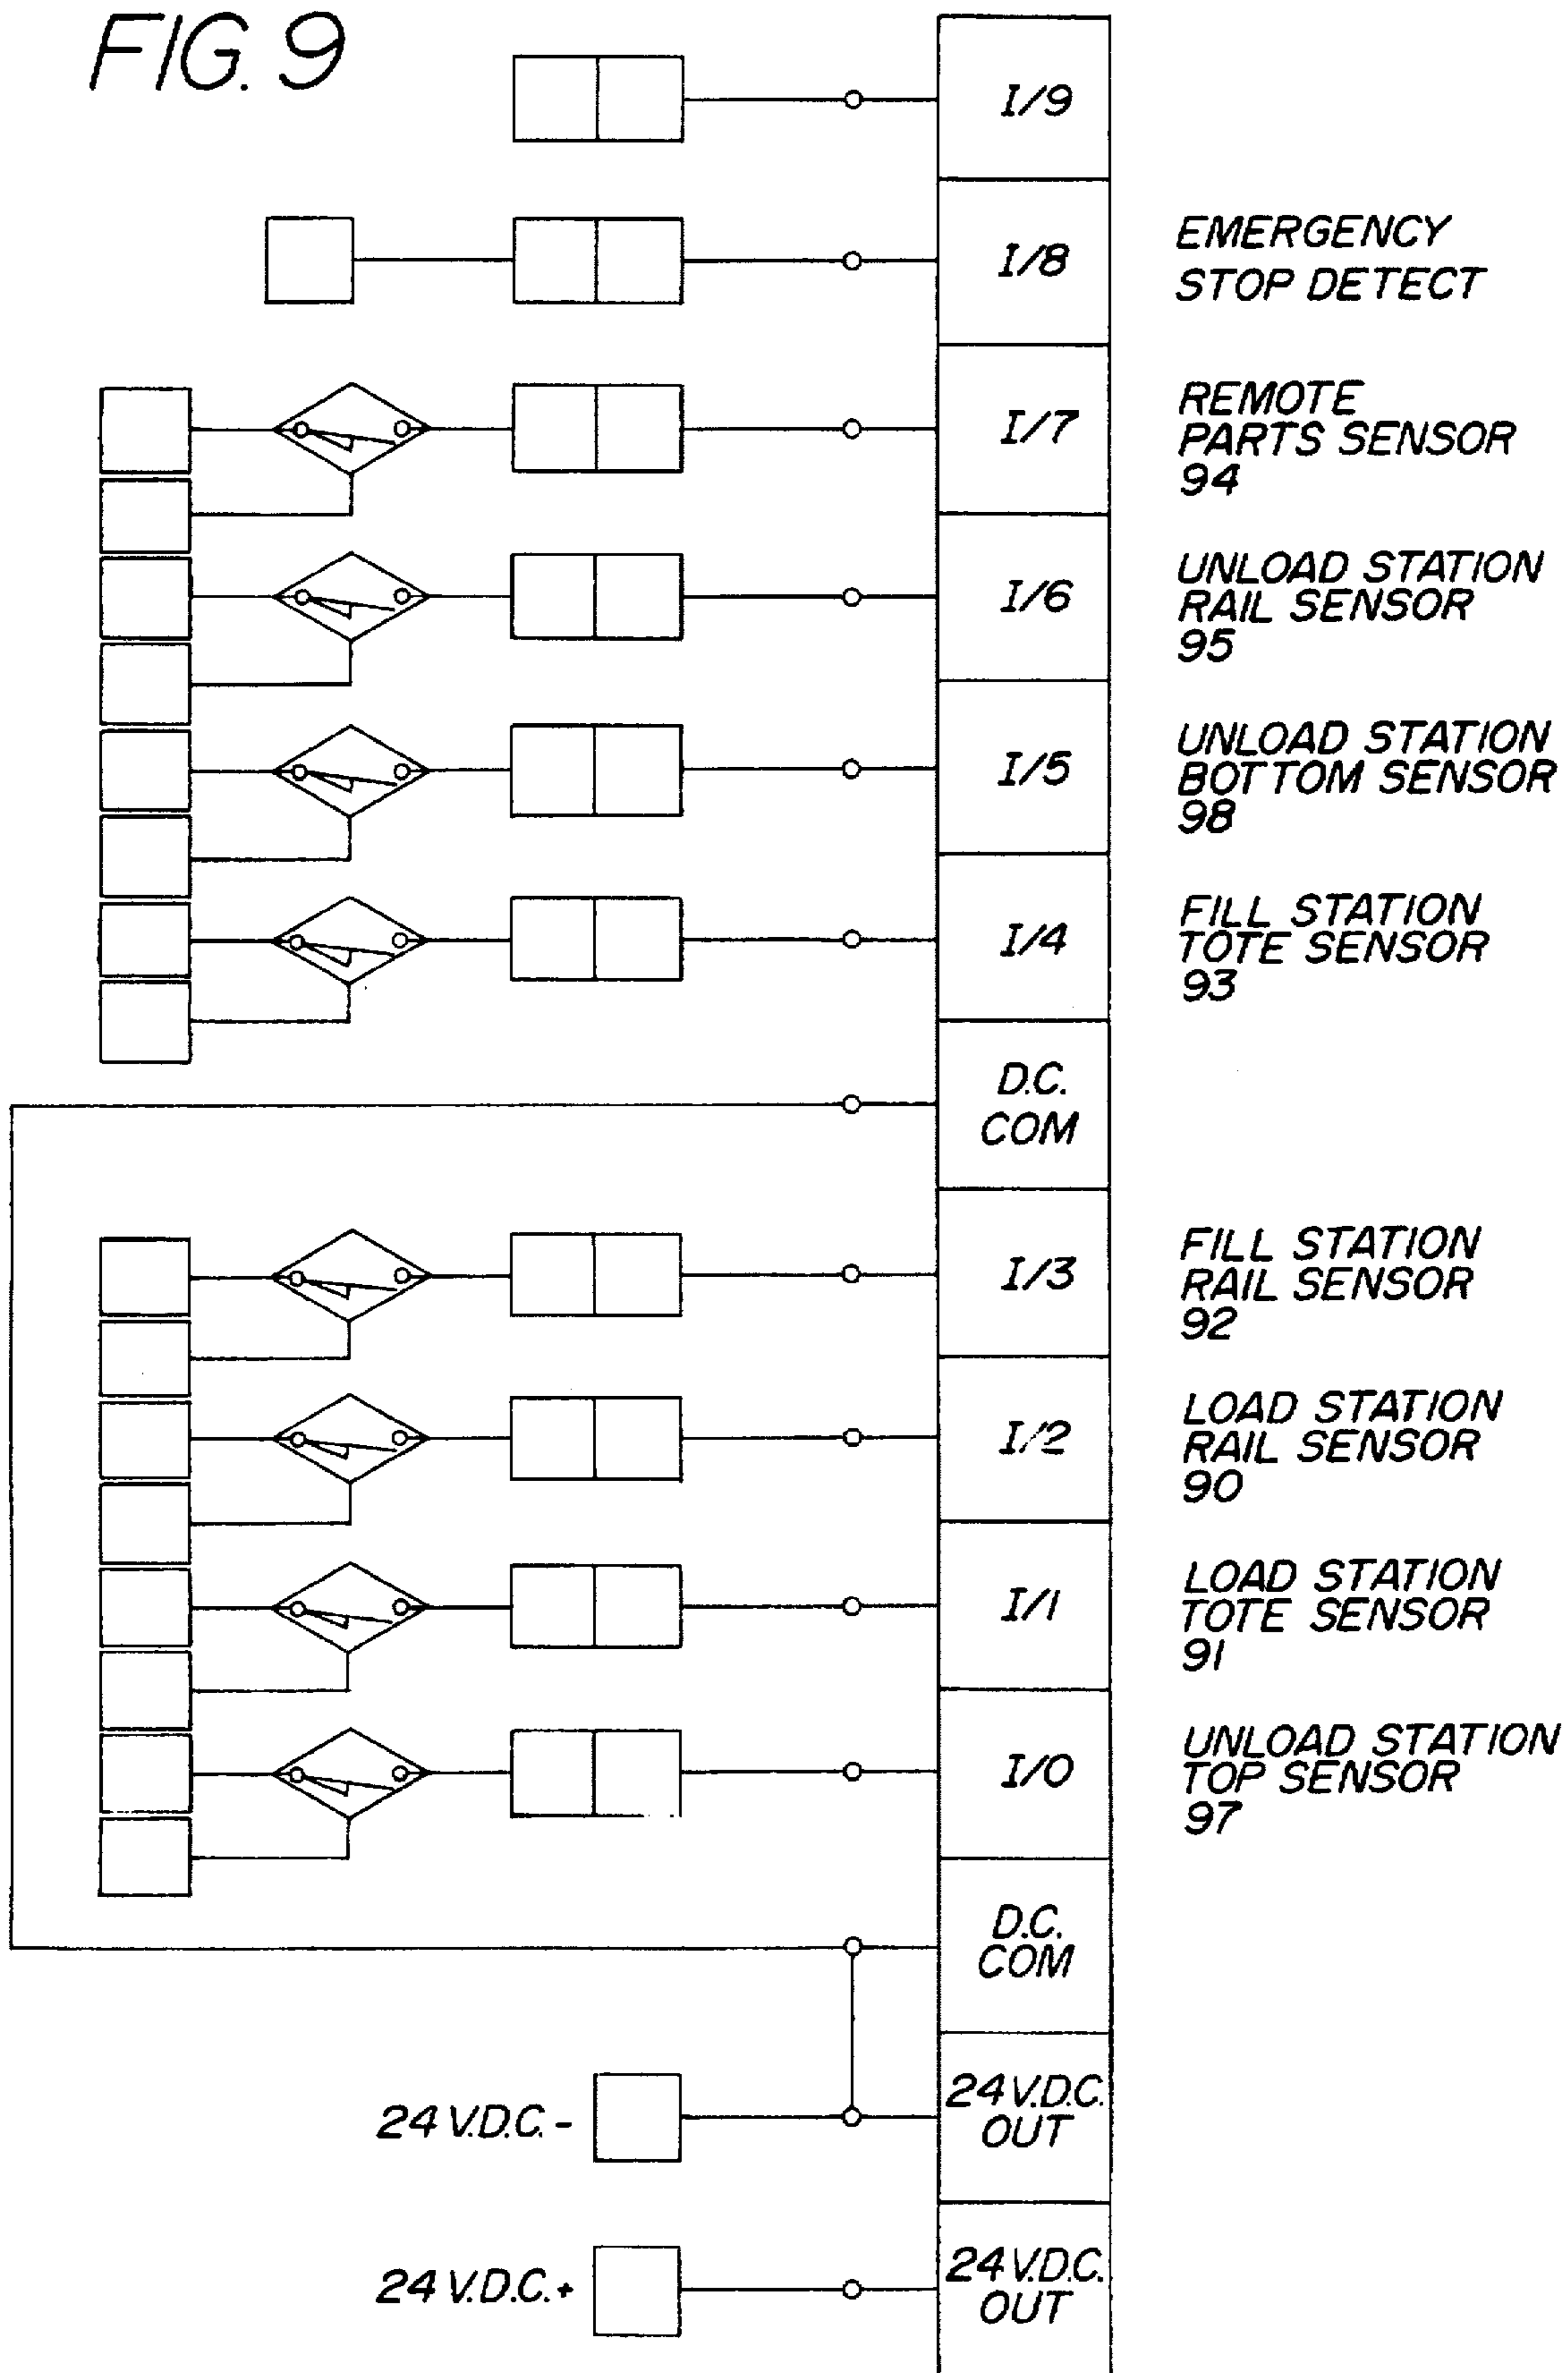 FIG. 9
I/9
I/8
EMERGENCY
STOP DETECT
I/7
REMOTE
PARTS SENSOR
94
I/6
UNLOAD STATION
RAIL SENSOR
95
I/5
UNLOAD STATION
BOTTOM SENSOR
98
I/4
FILL STATION
TOTE SENSOR
93
D.C.
COM
I/3
FILL STATION
RAIL SENSOR
92
I/2
LOAD STATION
RAIL SENSOR
90
I/1
LOAD STATION
TOTE SENSOR
91
I/0
UNLOAD STATION
TOP SENSOR
97
D.C.
COM
24 V.D.C. -
24 V.D.C.
OUT
24 V.D.C. +
24 V.D.C.
OUT